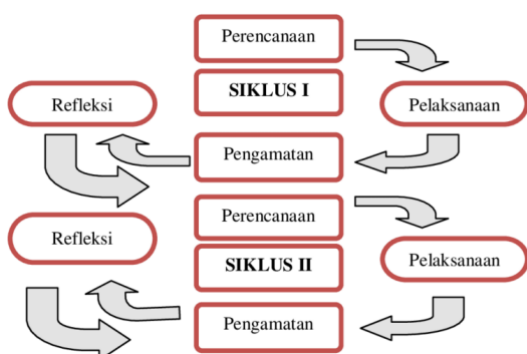 Perencanaan
SIKLUS I
Refleksi
Pelaksanaan
Pengamatan
Perencanaan
Refleksi
SIKLUS II
Pelaksanaan
Pengamatan